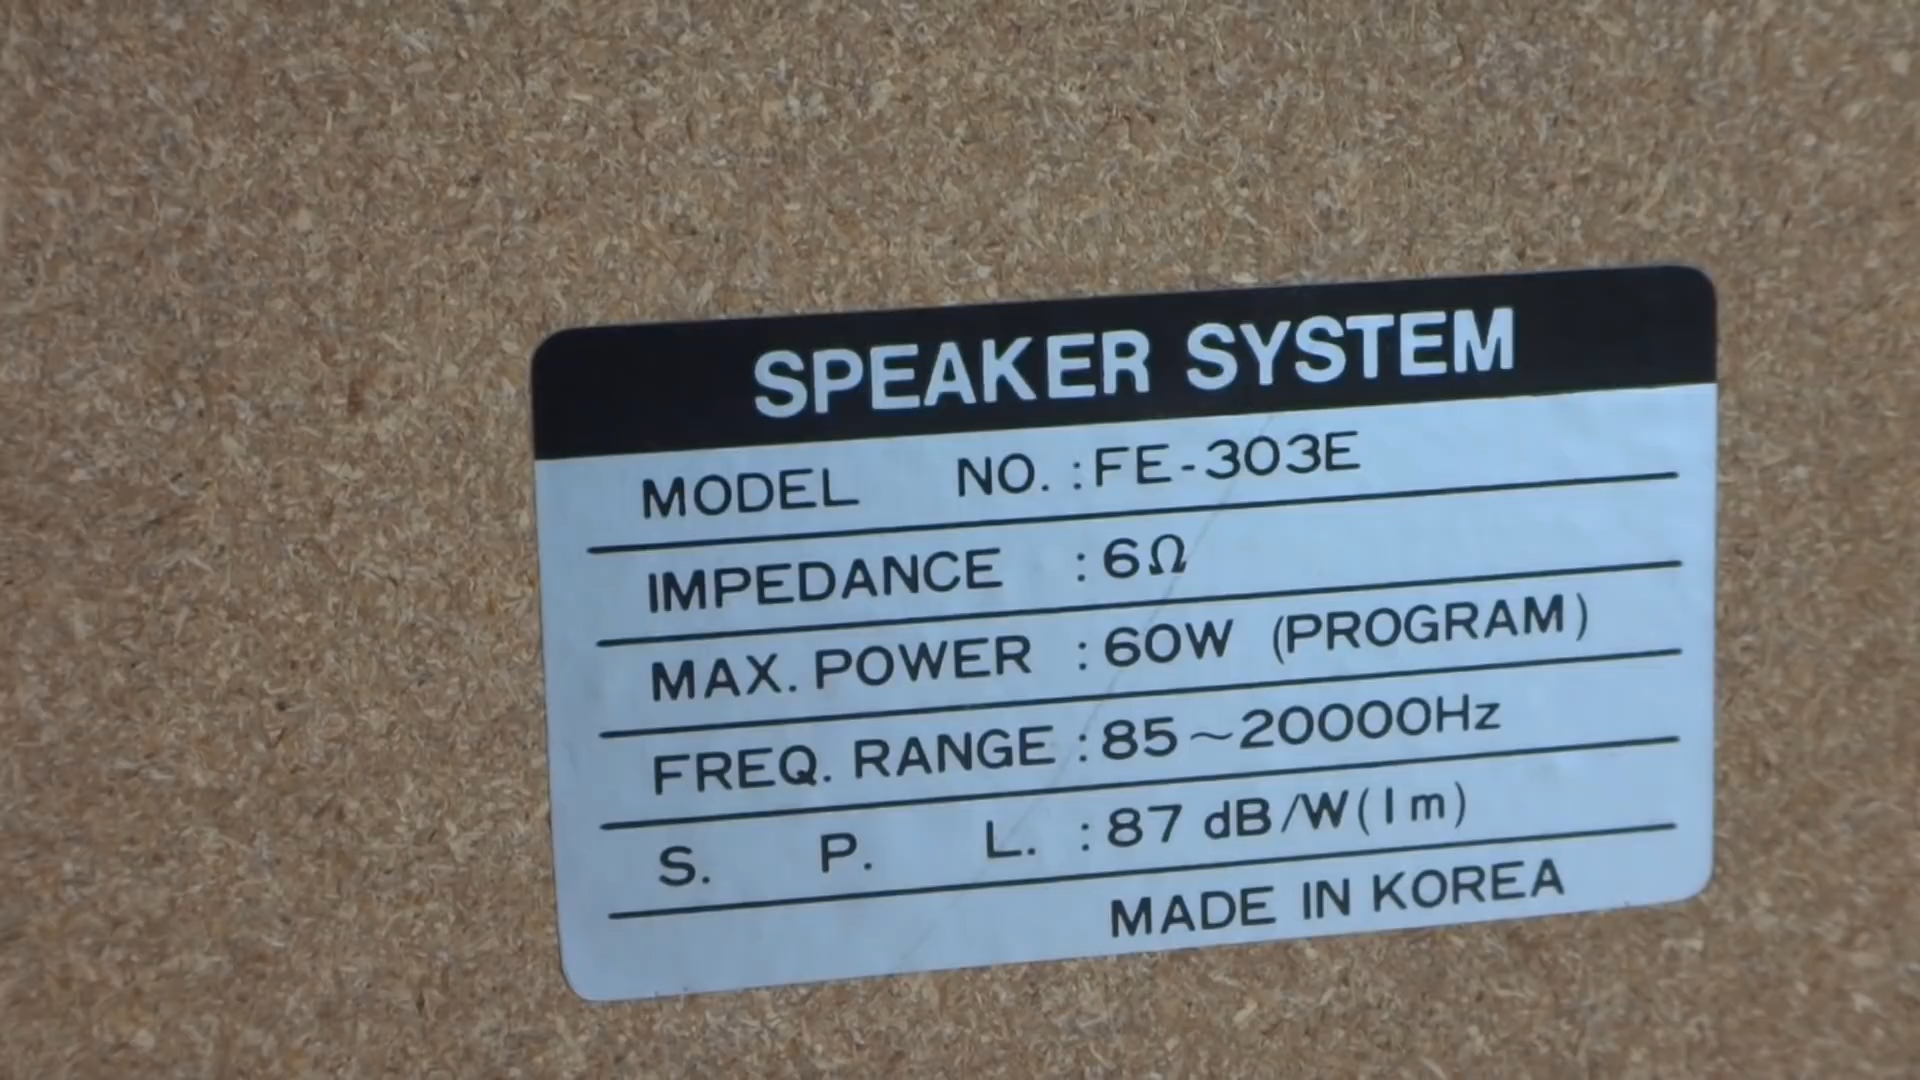 SPEAKER SYSTEM
MODEL NO. : FE-303E
IMPEDANCE : 6Ω
MAX. POWER : 60W (PROGRAM)
FREQ. RANGE : 85~20000Hz
S. P. L. : 87 dB/W(1m)
MADE IN KOREA